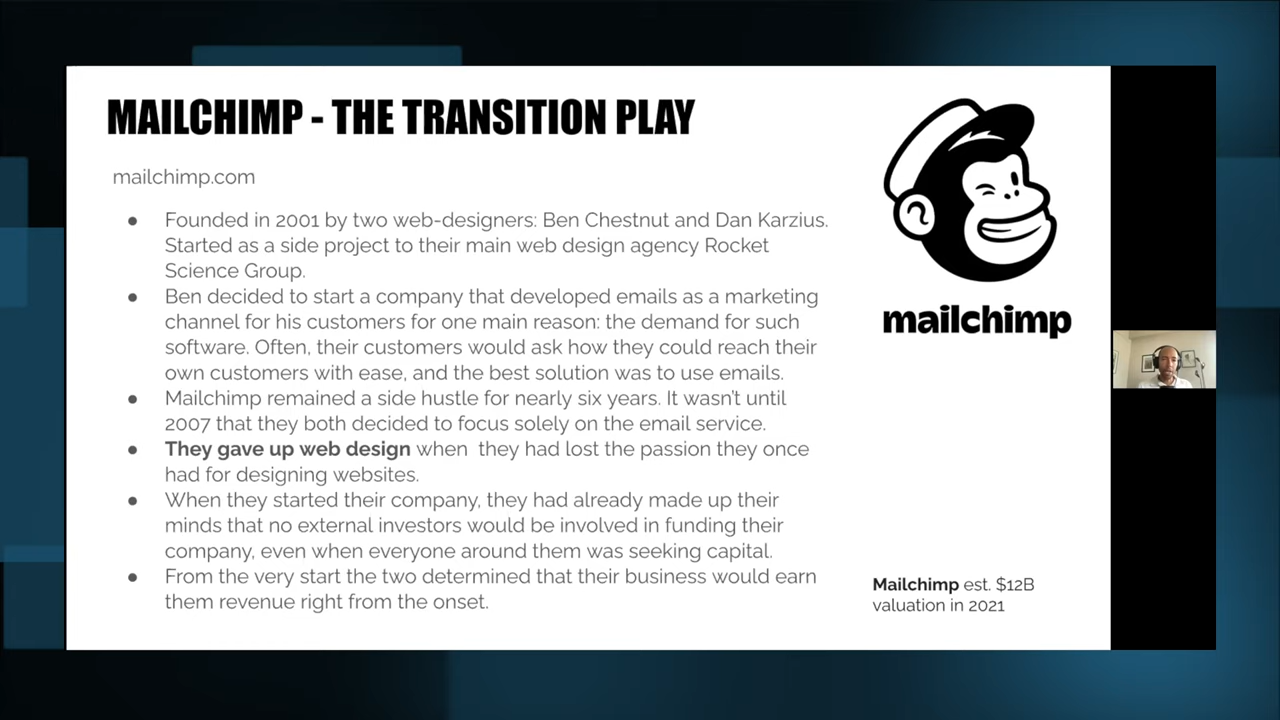 MAILCHIMP - THE TRANSITION PLAY
mailchimp.com
● Founded in 2001 by two web-designers: Ben Chestnut and Dan Karzius.
Started as a side project to their main web design agency Rocket
Science Group.
● Ben decided to start a company that developed emails as a marketing
channel for his customers for one main reason: the demand for such
software. Often, their customers would ask how they could reach their
own customers with ease, and the best solution was to use emails.
● Mailchimp remained a side hustle for nearly six years. It wasn't until
2007 that they both decided to focus solely on the email service.
● They gave up web design when they had lost the passion they once
had for designing websites.
● When they started their company, they had already made up their
minds that no external investors would be involved in funding their
company, even when everyone around them was seeking capital.
● From the very start the two determined that their business would earn
them revenue right from the onset.
mailchimp
Mailchimp est. $12B
valuation in 2021